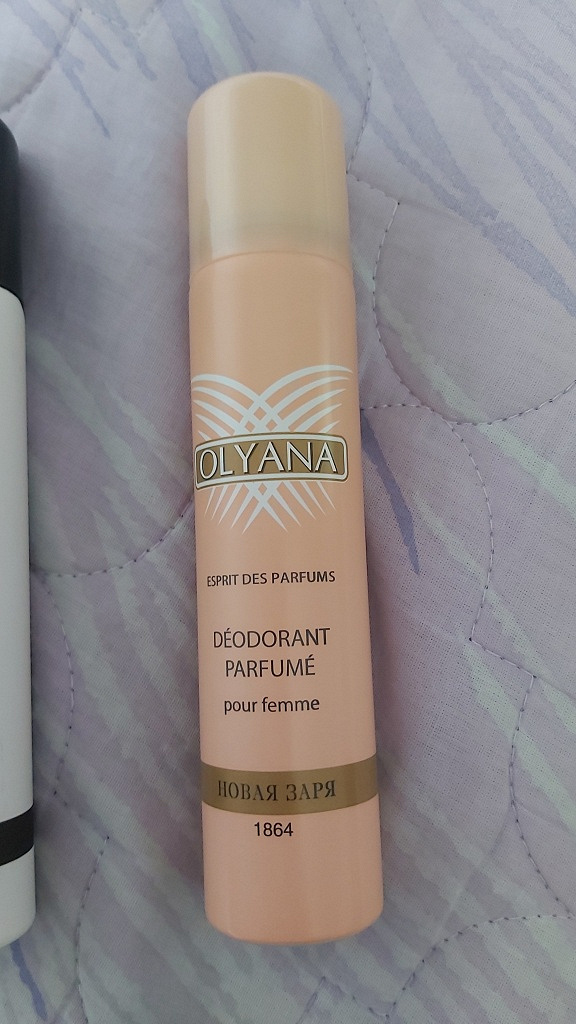 OLYANA
ESPRIT DES PARFUMS
DÉODORANT
PARFUMÉ
pour femme
НОВАЯ ЗАРЯ
1864